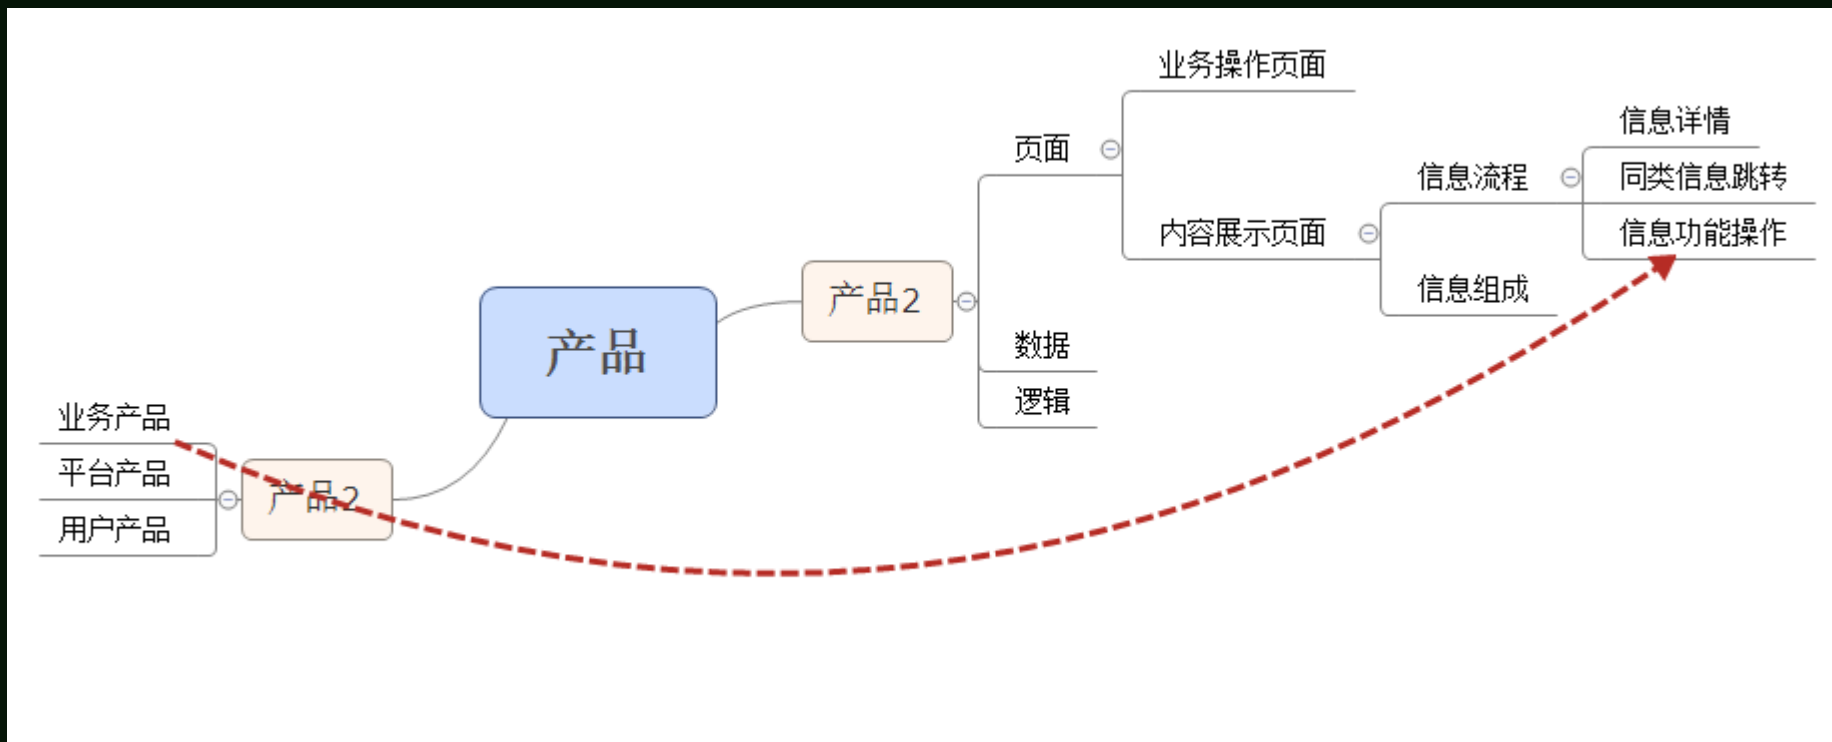 业务操作页面
信息详情
页面
信息流程
同类信息跳转
内容展示页面
信息功能操作
产品2
信息组成
产品
数据
逻辑
业务产品
平台产品
产品2
用户产品